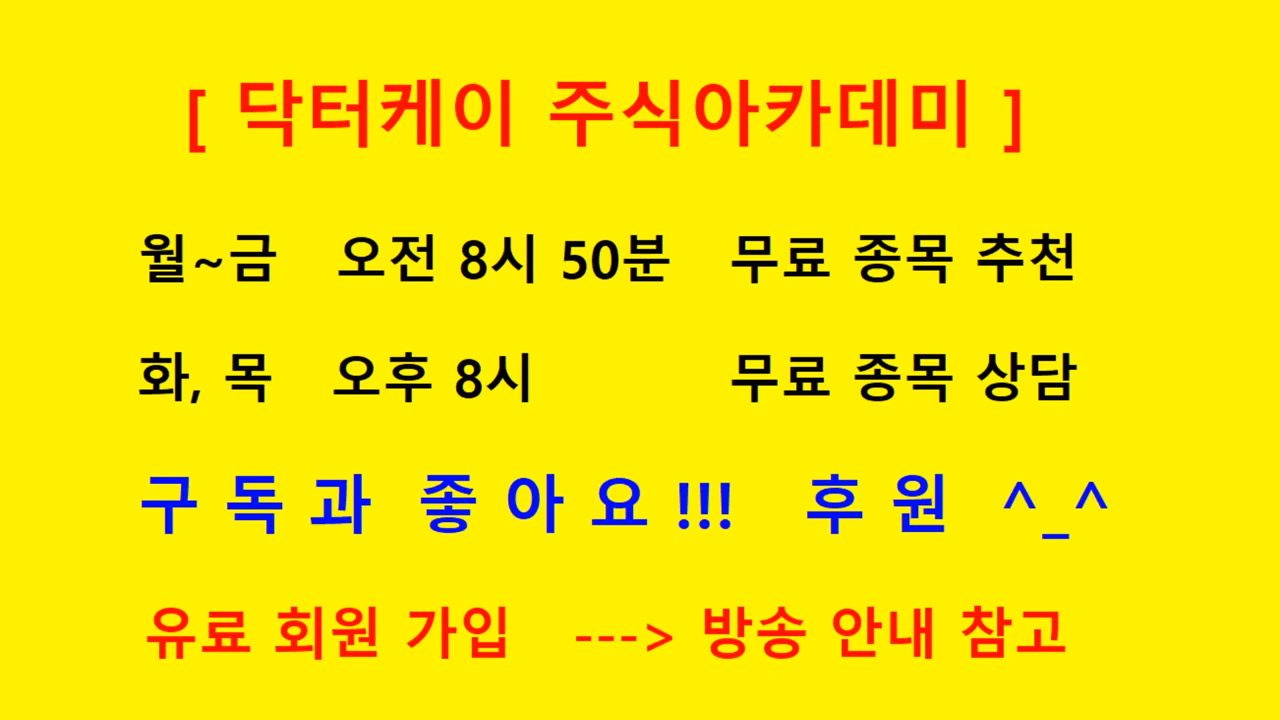 [ 닥터케이 주식아카데미 ]
월~금 오전 8시 50분 무료 종목 추천
화, 목 오후 8시 무료 종목 상담
구 독 과 좋 아 요 !!! 후 원 ^_^
유료 회원 가입 ---> 방송 안내 참고